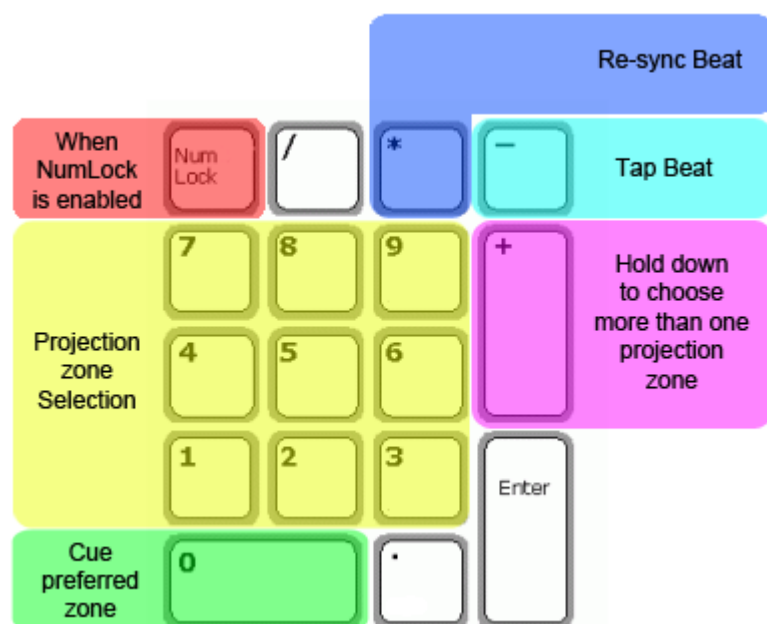 Re-sync Beat
When
NumLock
is enabled
Num
Lock
/
*
–
Tap Beat
7
8
9
+
Hold down
to choose
more than one
projection
zone
Projection
zone
Selection
4
5
6
1
2
3
Enter
Cue
preferred
zone
0
.